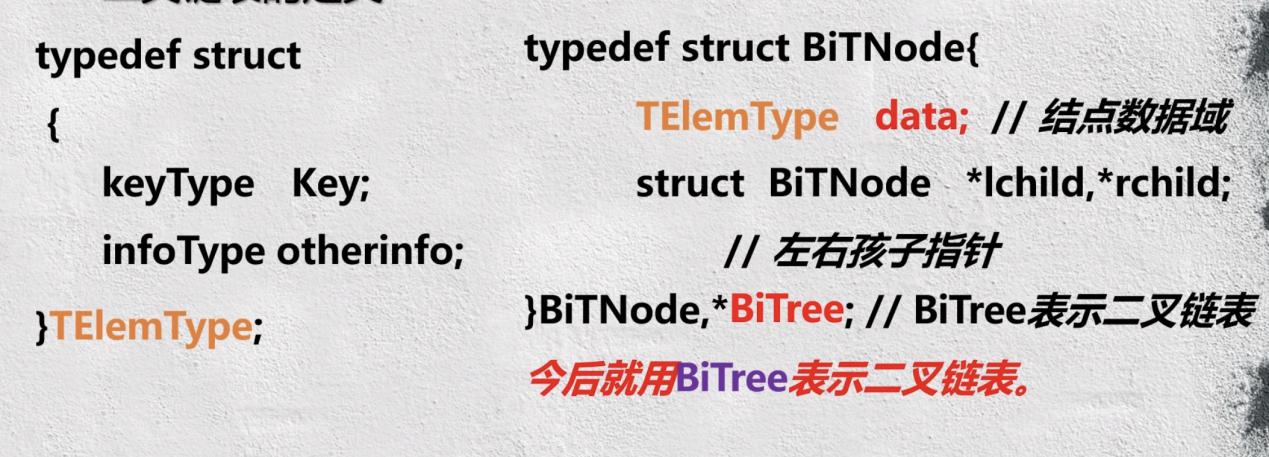 typedef struct
{
keyType Key;
infoType otherinfo;
}TElemType;
typedef struct BiTNode{
TElemType data; // 结点数据域
struct BiTNode *lchild,*rchild;
// 左右孩子指针
}BiTNode,*BiTree; // BiTree表示二叉链表
今后就用BiTree表示二叉链表。